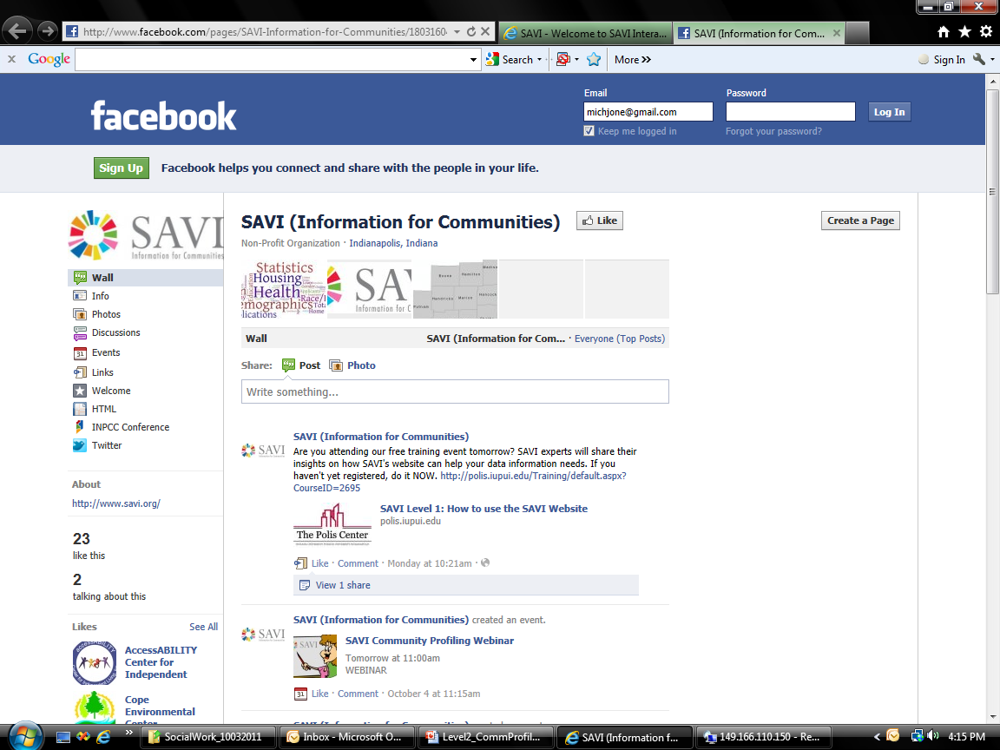 http://www.facebook.com/pages/SAVI-Information-for-Communities/1803160
SAVI - Welcome to SAVI Intera...
SAVI (Information for Com...
x Google Search More >> Sign In
facebook
Email Password
michjone@gmail.com
Log In
Keep me logged in Forgot your password?
Sign Up Facebook helps you connect and share with the people in your life.
SAVI
Information for Communities
Wall
Info
Photos
Discussions
Events
Links
Welcome
HTML
INPCC Conference
Twitter
About
http://www.savi.org/
23
like this
2
talking about this
Likes See All
AccessABILITY
Center for
Independent
Cope
Environmental
Center
SAVI (Information for Communities) Like Create a Page
Non-Profit Organization · Indianapolis, Indiana
Statistics
Housing
Health
Race/
emographics
lications Home
SAV
Information for C
Boone Hamilton Madison
Hendricks Marion Hancock
Putnam
Wall SAVI (Information for Com... · Everyone (Top Posts)
Share: Post Photo
Write something...
SAVI (Information for Communities)
SAVI
Are you attending our free training event tomorrow? SAVI experts will share their
insights on how SAVI's website can help your data information needs. If you
haven't yet registered, do it NOW. http://polis.iupui.edu/Training/default.aspx?
CourseID=2695
The Polis Center
SAVI Level 1: How to use the SAVI Website
polis.iupui.edu
Like · Comment · Monday at 10:21am ·
View 1 share
SAVI (Information for Communities) created an event.
SAVI
SAVI
SAVI Community Profiling Webinar
Tomorrow at 11:00am
WEBINAR
31 Like · Comment · October 4 at 11:15am
SocialWork_10032011
Inbox - Microsoft O...
Level2_CommProfil...
SAVI (Information f...
149.166.110.150 - Re...
4:15 PM